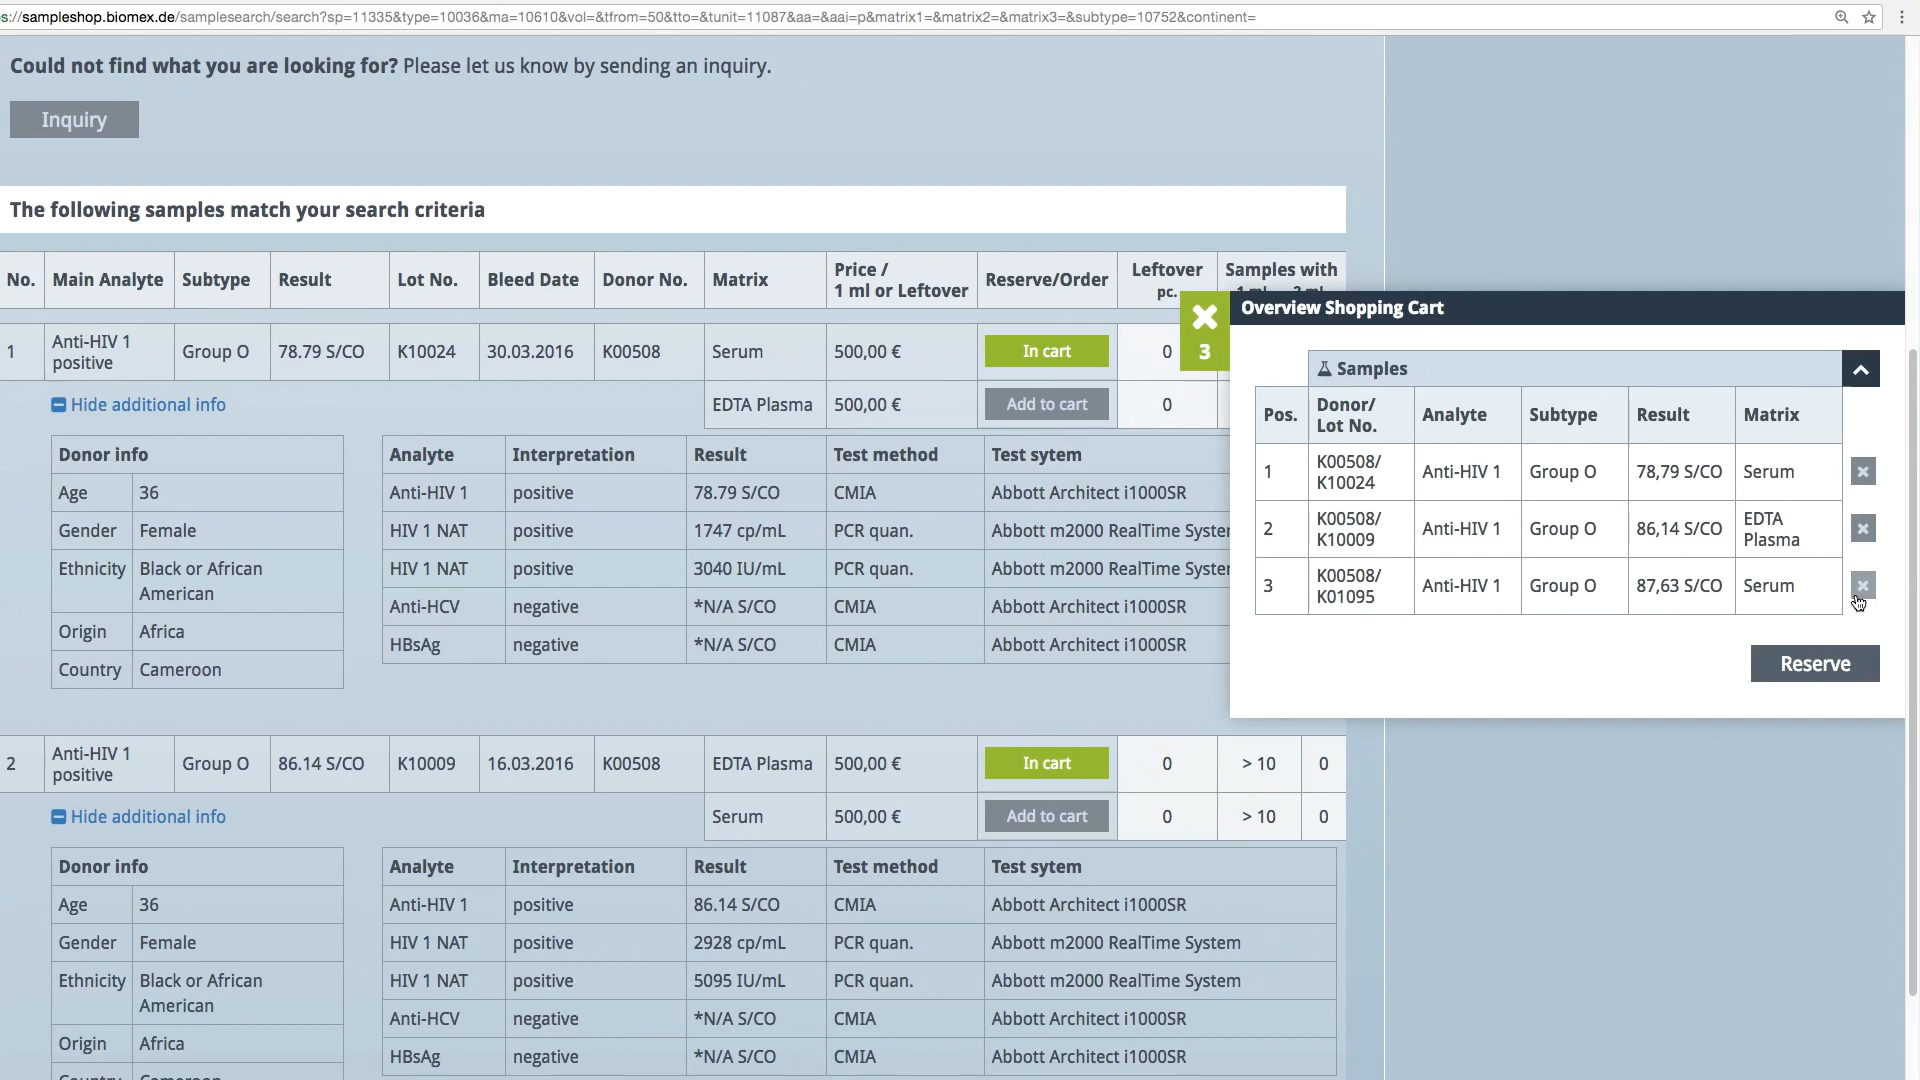 s://sampleshop.biomex.de/samplesearch/search?sp=11335&type=10036&ma=10610&vol=&tfrom=50&tto=&tunit=11087&aa=&aai=p&matrix1=&matrix2=&matrix3=&subtype=10752&continent=
Could not find what you are looking for? Please let us know by sending an inquiry.
Inquiry
The following samples match your search criteria
No. Main Analyte Subtype Result Lot No. Bleed Date Donor No. Matrix Price / 1 ml or Leftover Reserve/Order Leftover pc. Samples with
1 Anti-HIV 1 positive Group O 78.79 S/CO K10024 30.03.2016 K00508 Serum 500,00 € In cart 0
Hide additional info EDTA Plasma 500,00 € Add to cart 0
Donor info
Age 36
Gender Female
Ethnicity Black or African American
Origin Africa
Country Cameroon
Analyte Interpretation Result Test method Test sytem
Anti-HIV 1 positive 78.79 S/CO CMIA Abbott Architect i1000SR
HIV 1 NAT positive 1747 cp/mL PCR quan. Abbott m2000 RealTime Syster
HIV 1 NAT positive 3040 IU/mL PCR quan. Abbott m2000 RealTime Syster
Anti-HCV negative *N/A S/CO CMIA Abbott Architect i1000SR
HBsAg negative *N/A S/CO CMIA Abbott Architect i1000SR
3
Overview Shopping Cart
Samples
Pos. Donor/ Lot No. Analyte Subtype Result Matrix
1 K00508/ K10024 Anti-HIV 1 Group O 78,79 S/CO Serum
2 K00508/ K10009 Anti-HIV 1 Group O 86,14 S/CO EDTA Plasma
3 K00508/ K01095 Anti-HIV 1 Group O 87,63 S/CO Serum
Reserve
2 Anti-HIV 1 positive Group O 86.14 S/CO K10009 16.03.2016 K00508 EDTA Plasma 500,00 € In cart 0 > 10 0
Hide additional info Serum 500,00 € Add to cart 0 > 10 0
Donor info
Age 36
Gender Female
Ethnicity Black or African American
Origin Africa
Analyte Interpretation Result Test method Test sytem
Anti-HIV 1 positive 86.14 S/CO CMIA Abbott Architect i1000SR
HIV 1 NAT positive 2928 cp/mL PCR quan. Abbott m2000 RealTime System
HIV 1 NAT positive 5095 IU/mL PCR quan. Abbott m2000 RealTime System
Anti-HCV negative *N/A S/CO CMIA Abbott Architect i1000SR
HBsAg negative *N/A S/CO CMIA Abbott Architect i1000SR